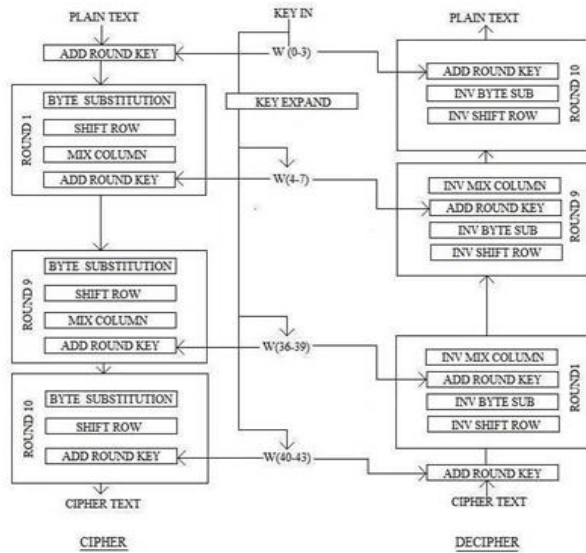 PLAIN TEXT
ADD ROUND KEY
ROUND 1
BYTE SUBSTITUTION
SHIFT ROW
MIX COLUMN
ADD ROUND KEY
ROUND 9
BYTE SUBSTITUTION
SHIFT ROW
MIX COLUMN
ADD ROUND KEY
ROUND 10
BYTE SUBSTITUTION
SHIFT ROW
ADD ROUND KEY
CIPHER TEXT
CIPHER
KEY IN
W (0-3)
KEY EXPAND
W(4-7)
W(36-39)
W(40-43)
PLAIN TEXT
ADD ROUND KEY
INV BYTE SUB
INV SHIFT ROW
ROUND 10
INV MIX COLUMN
ADD ROUND KEY
INV BYTE SUB
INV SHIFT ROW
ROUND 9
INV MIX COLUMN
ADD ROUND KEY
INV BYTE SUB
INV SHIFT ROW
ROUND1
ADD ROUND KEY
CIPHER TEXT
DECIPHER